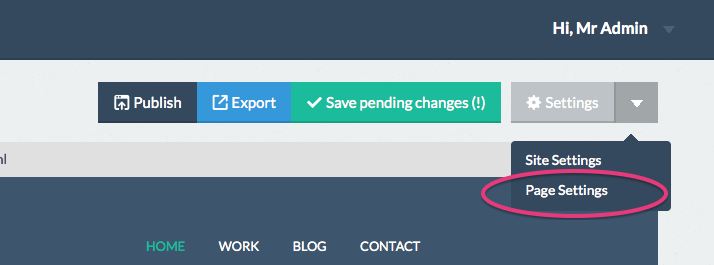 Hi, Mr Admin
Publish
Export
Save pending changes (!)
Settings
nl
Site Settings
Page Settings
HOME
WORK
BLOG
CONTACT